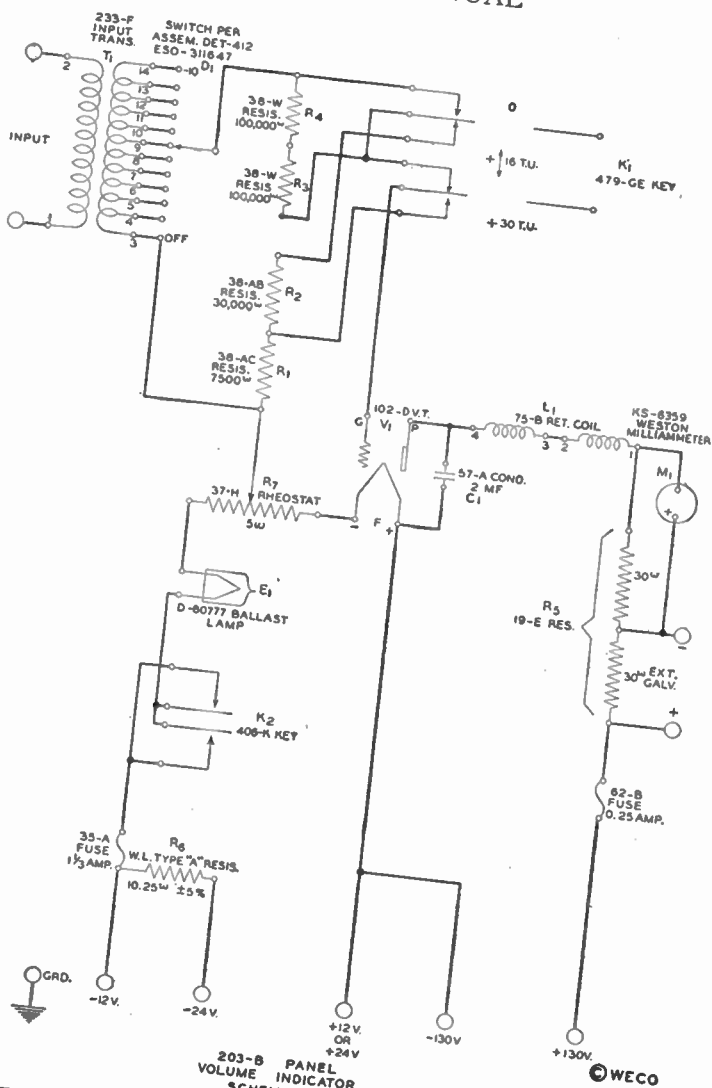 233-F
INPUT
TRANS.
T1
SWITCH PER
ASSEM. DET-412
ESO-311647
2
14
-10
D1
13
12
11
10
9
8
7
6
5
4
3
OFF
1
INPUT
38-W
RESIS.
100,000ω
R4
38-W
RESIS
100,000ω
R3
O
+
16 T.U.
+30 T.U.
K1
479-GE KEY
38-AB
RESIS.
30,000ω
R2
38-AC
RESIS.
7500ω
R1
G
102-D V.T.
V1
P
4
L1
75-B RET. COIL
3
2
1
KS-6359
WESTON
MILLIAMMETER
M1
+
57-A COND.
2 MF
C1
37-H
R7
RHEOSTAT
5ω
-
F
+
E1
D-80777 BALLAST
LAMP
R5
19-E RES.
30ω
-
30ω
EXT.
GALV.
+
K2
406-K KEY
62-B
FUSE
0.25 AMP.
35-A
FUSE
1⅓ AMP.
R6
W.L. TYPE "A" RESIS.
10.25ω ±5%
GRD.
-12V.
-24V.
+12V.
OR
+24V
-130V.
+130V.
203-B PANEL
VOLUME INDICATOR
©WECO